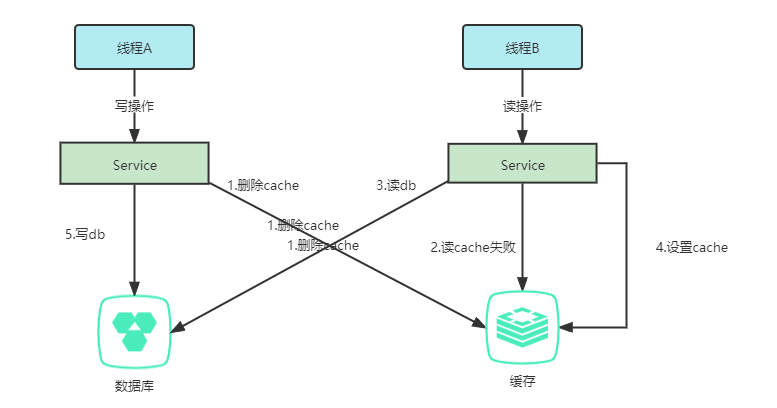 线程A
线程B
写操作
读操作
Service
Service
1.删除cache
3.读db
1.删除cache
5.写db
1.删除cache
2.读cache失败
4.设置cache
数据库
缓存